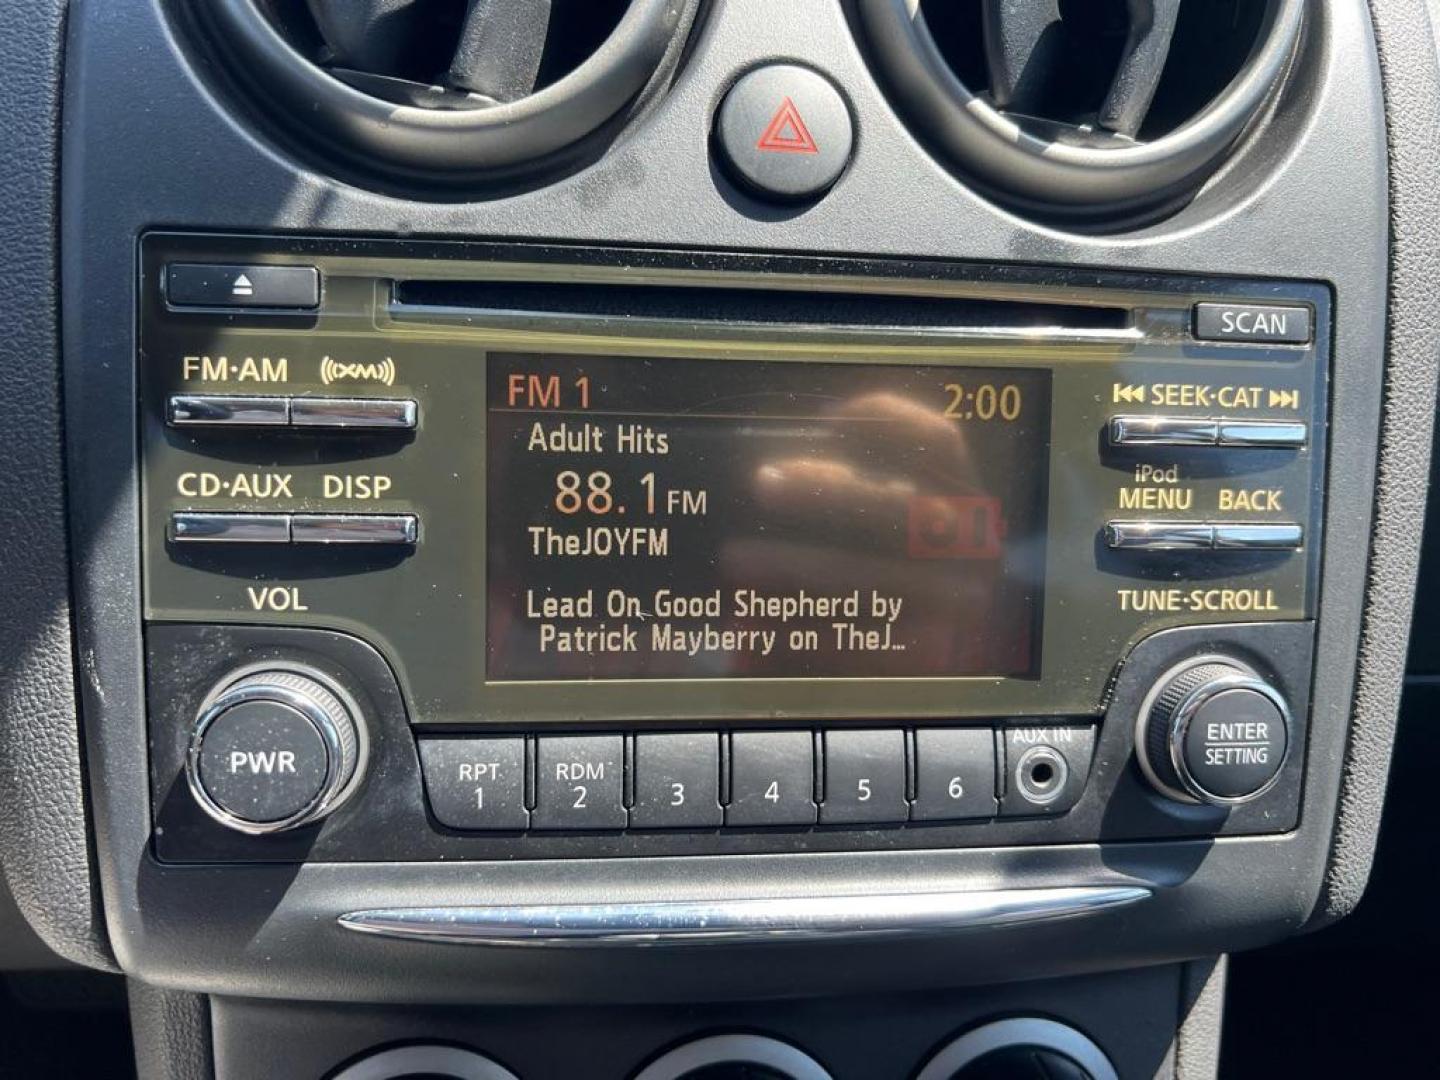 SCAN
FM·AM XM
SEEK·CAT
FM 1 2:00
Adult Hits
88.1 FM
TheJOYFM
Lead On Good Shepherd by
Patrick Mayberry on TheJ…
CD·AUX DISP
iPod
MENU BACK
VOL
TUNE·SCROLL
PWR
RPT
1
RDM
2
3
4
5
6
AUX IN
ENTER
SETTING